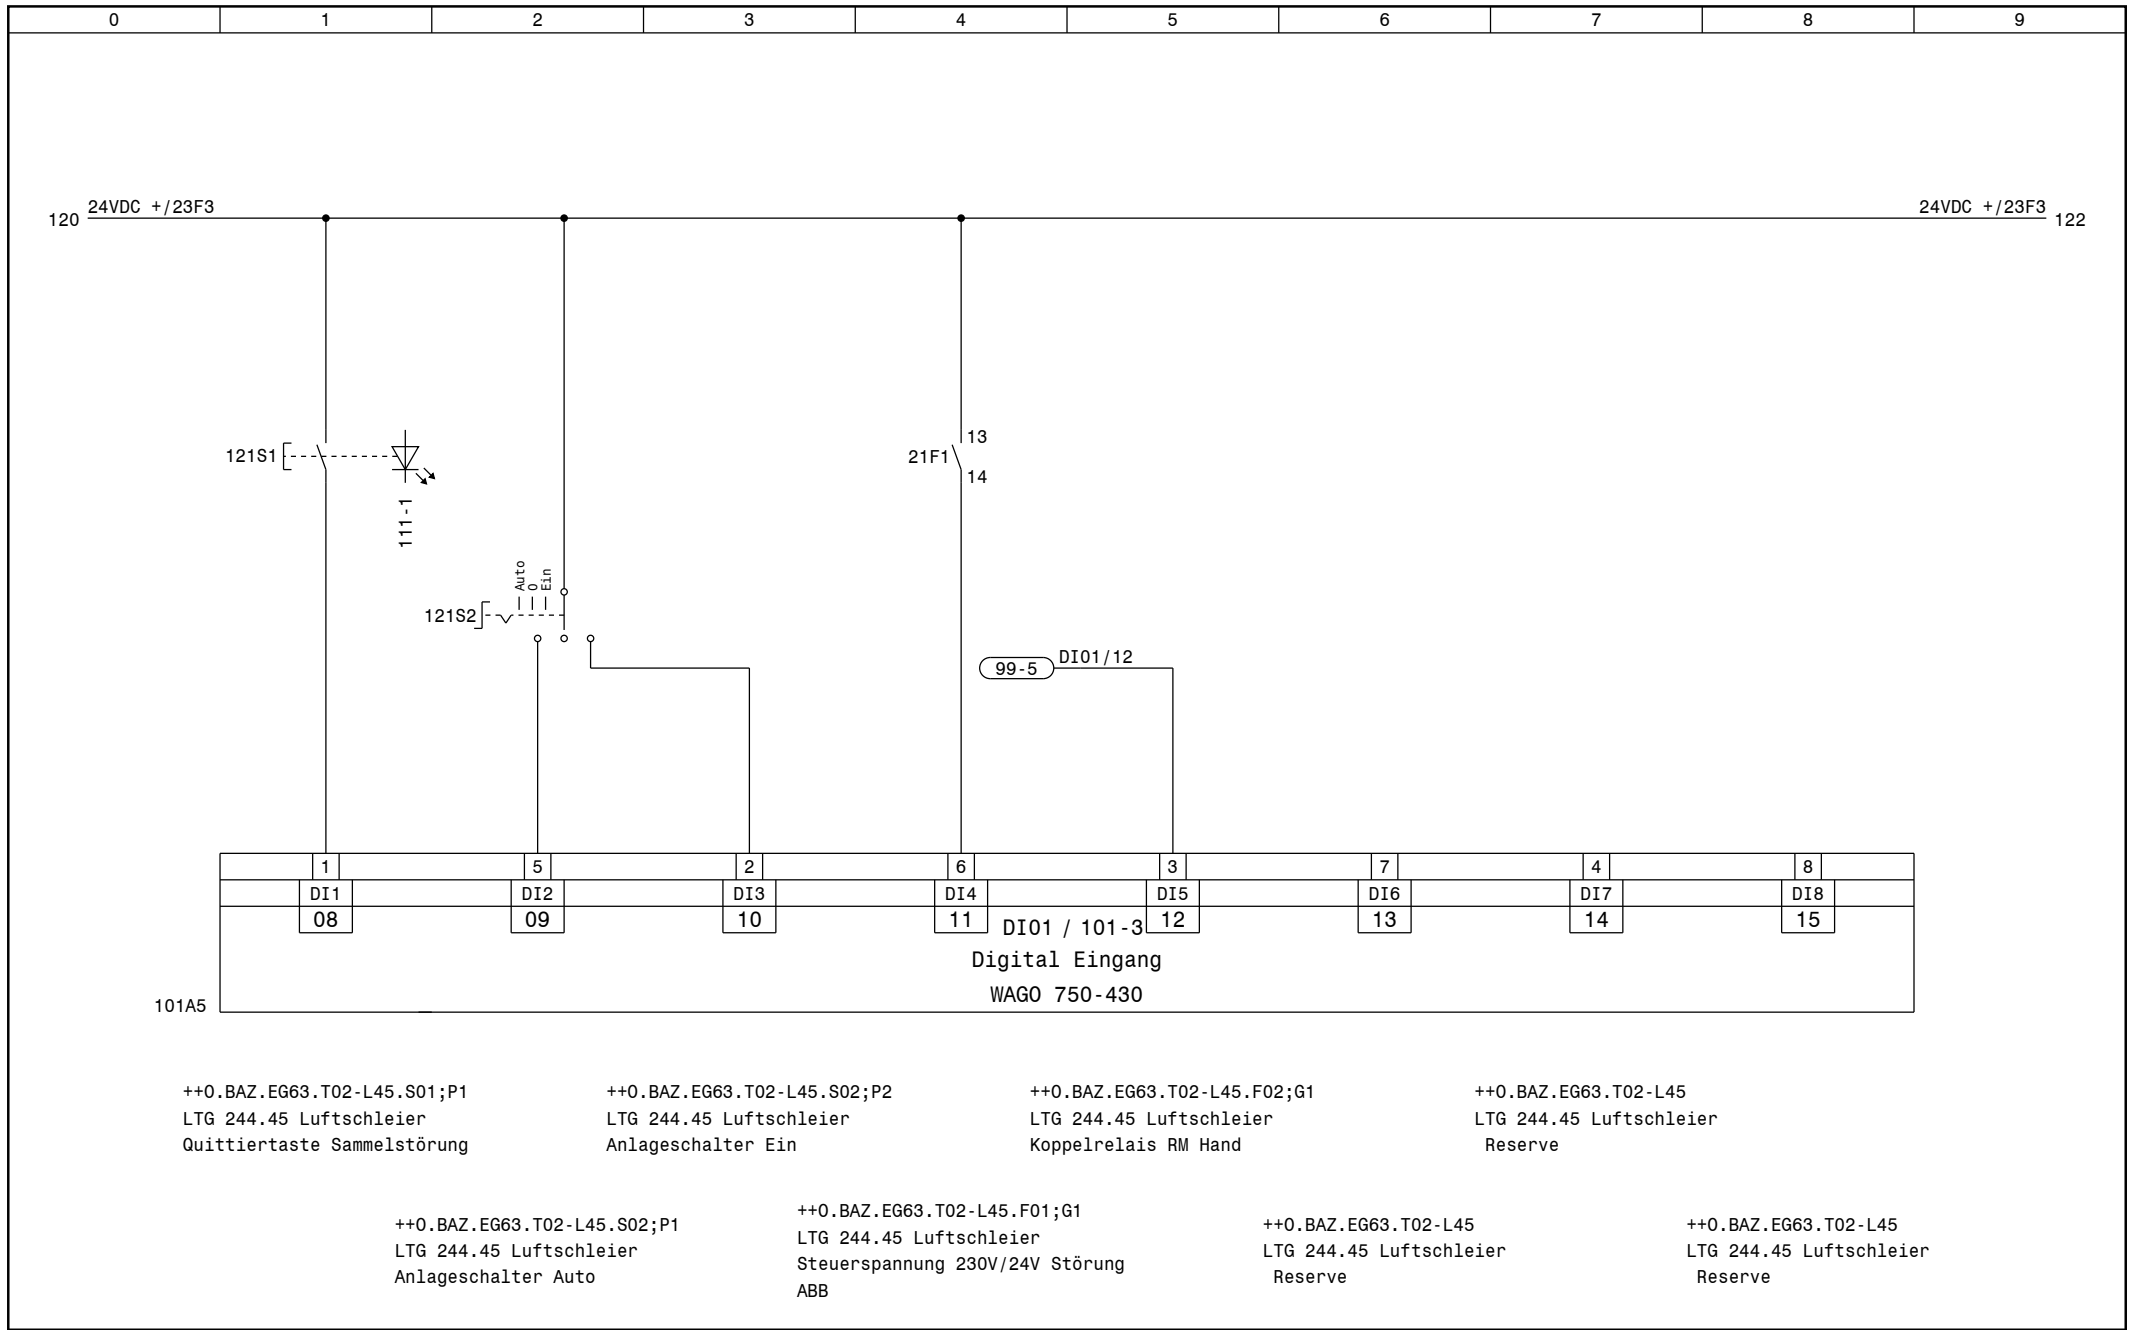 0 1 2 3 4 5 6 7 8 9
24VDC +/23F3 24VDC +/23F3
120 122
121S1
111-1
13
21F1
14
Auto
0
Ein
121S2
99-5 DI01/12
1 5 2 6 3 7 4 8
DI1 DI2 DI3 DI4 DI5 DI6 DI7 DI8
08 09 10 11 12 13 14 15
DI01 / 101-3
Digital Eingang
WAGO 750-430
101A5
++0.BAZ.EG63.T02-L45.S01;P1
LTG 244.45 Luftschleier
Quittiertaste Sammelstörung
++0.BAZ.EG63.T02-L45.S02;P2
LTG 244.45 Luftschleier
Anlageschalter Ein
++0.BAZ.EG63.T02-L45.F02;G1
LTG 244.45 Luftschleier
Koppelrelais RM Hand
++0.BAZ.EG63.T02-L45
LTG 244.45 Luftschleier
Reserve
++0.BAZ.EG63.T02-L45.S02;P1
LTG 244.45 Luftschleier
Anlageschalter Auto
++0.BAZ.EG63.T02-L45.F01;G1
LTG 244.45 Luftschleier
Steuerspannung 230V/24V Störung
ABB
++0.BAZ.EG63.T02-L45
LTG 244.45 Luftschleier
Reserve
++0.BAZ.EG63.T02-L45
LTG 244.45 Luftschleier
Reserve